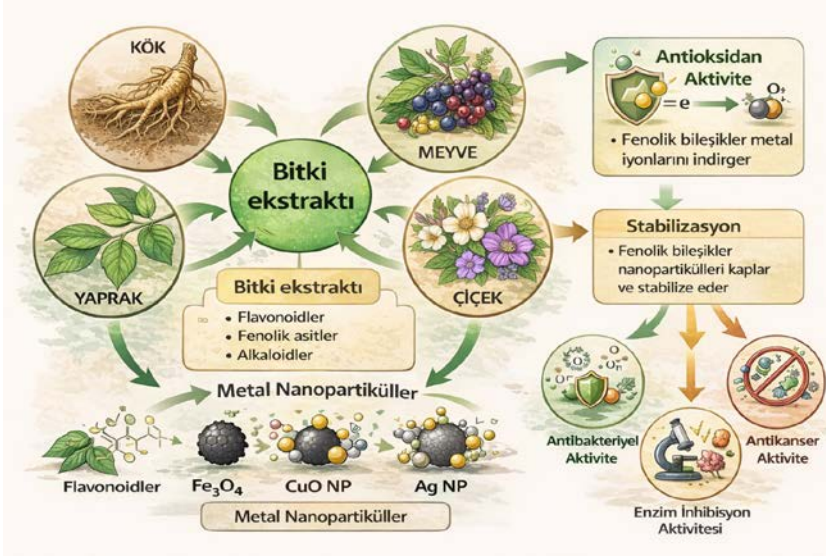 KÖK
MEYVE
YAPRAK
ÇİÇEK
Bitki
ekstraktı
Bitki ekstraktı
• Flavonoidler
• Fenolik asitler
• Alkaloidler
Metal Nanopartiküller
Flavonoidler
Fe₃O₄
CuO NP
Ag NP
Metal Nanopartiküller
Antioksidan
Aktivite
=e
• Fenolik bileşikler metal
iyonlarını indirger
Stabilizasyon
• Fenolik bileşikler
nanopartikülleri kaplar
ve stabilize eder
Antibakteriyel
Aktivite
Enzim İnhibisyon
Aktivitesi
Antikanser
Aktivite